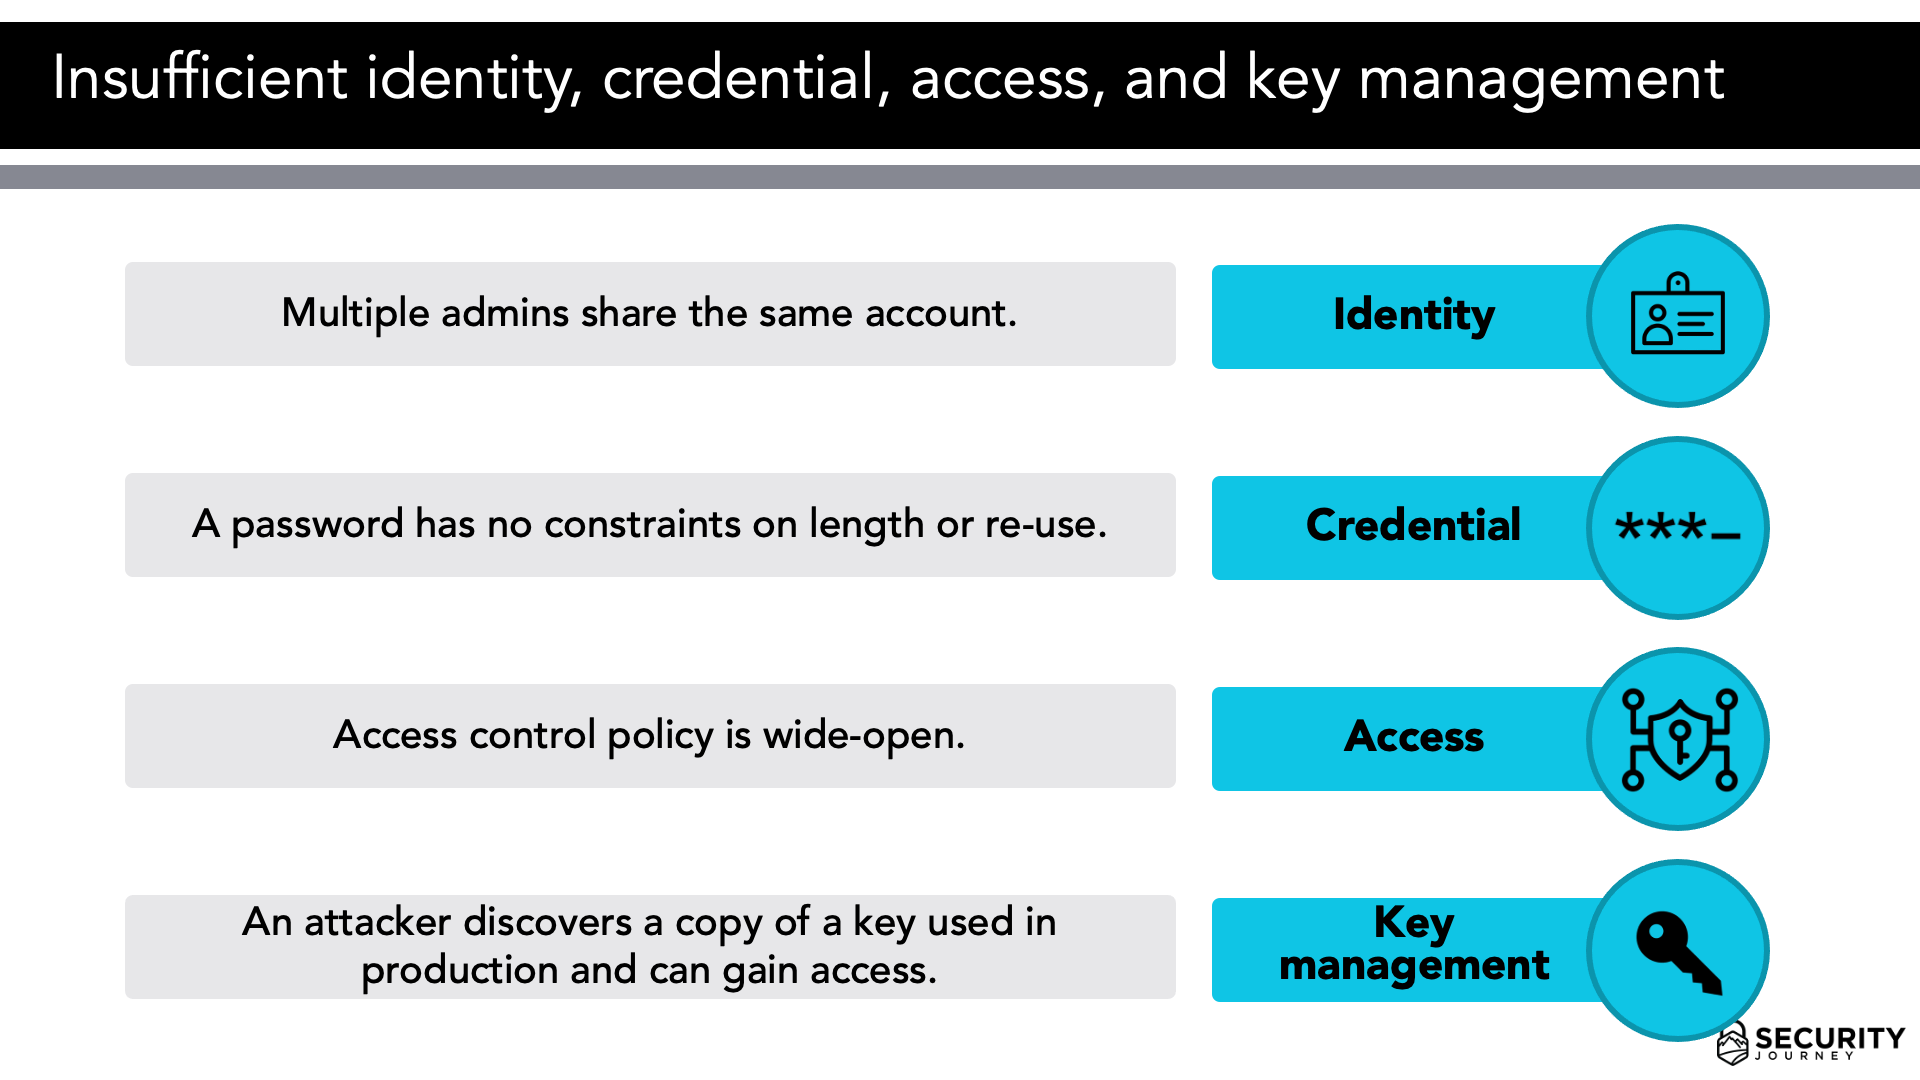 Insufficient identity, credential, access, and key management
Multiple admins share the same account.
Identity
A password has no constraints on length or re-use.
Credential
***_
Access control policy is wide-open.
Access
An attacker discovers a copy of a key used in
production and can gain access.
Key
management
SECURITY
JOURNEY